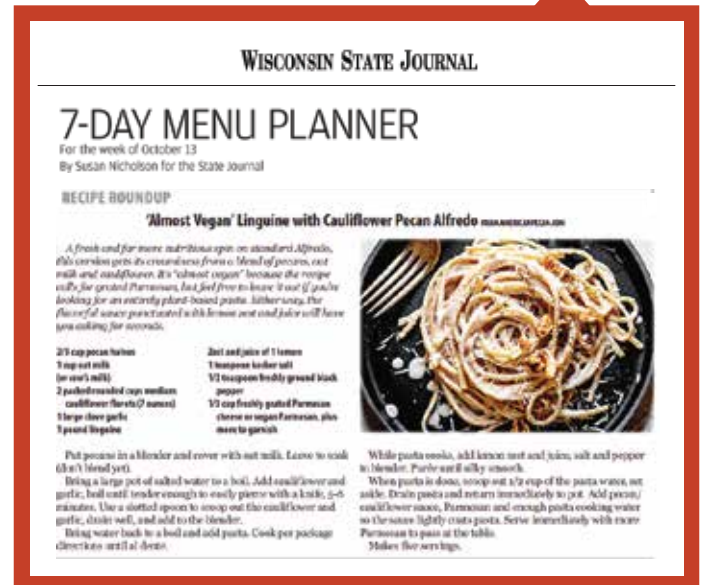 WISCONSIN STATE JOURNAL
7-DAY MENU PLANNER
For the week of October 13
By Susan Nicholson for the State Journal
RECIPE ROUNDUP
'Almost Vegan' Linguine with Cauliflower Pecan Alfredo
A fresh and far more nutritious spin on standard Alfredo,
this version gets its creaminess from a blend of pecans, oat
milk and cauliflower. It's "almost vegan" because the recipe
calls for grated Parmesan, but feel free to leave it out if you're
looking for an entirely plant-based pasta. Either way, the
flavorful sauce punctuated with lemon zest and juice will have
you asking for seconds.
2/3 cup pecan halves
1 cup oat milk
(or cow's milk)
2 packed rounded cups medium
cauliflower florets (7 ounces)
1 large clove garlic
1 pound linguine
Zest and juice of 1 lemon
1 teaspoon kosher salt
1/2 teaspoon freshly ground black
pepper
1/3 cup freshly grated Parmesan
cheese or vegan Parmesan, plus
more to garnish
Put pecans in a blender and cover with oat milk. Leave to soak
(don't blend yet).
Bring a large pot of salted water to a boil. Add cauliflower and
garlic, boil until tender enough to easily pierce with a knife, 5-6
minutes. Use a slotted spoon to scoop out the cauliflower and
garlic, drain well, and add to the blender.
Bring water back to a boil and add pasta. Cook per package
directions until al dente.
While pasta cooks, add lemon zest and juice, salt and pepper
to blender. Purée until silky smooth.
When pasta is done, scoop out 1/2 cup of the pasta water, set
aside. Drain pasta and return immediately to pot. Add pecan/
cauliflower sauce, Parmesan and enough pasta cooking water
so the sauce lightly coats pasta. Serve immediately with more
Parmesan to pass at the table.
Makes five servings.